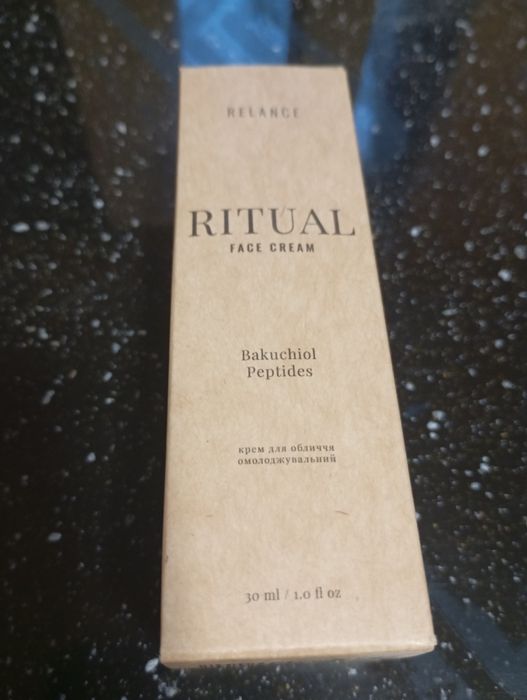 RELANCE
RITUAL
FACE CREAM
Bakuchiol
Peptides
крем для обличчя
омолоджувальний
30 ml / 1.0 fl oz